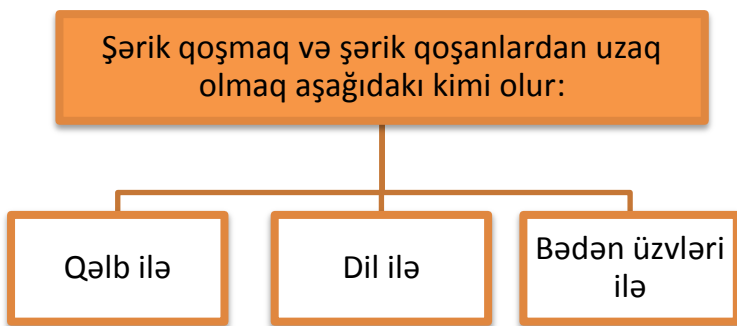 Şərik qoşmaq və şərik qoşanlardan uzaq
olmaq aşağıdakı kimi olur:
Qəlb ilə
Dil ilə
Bədən üzvləri
ilə